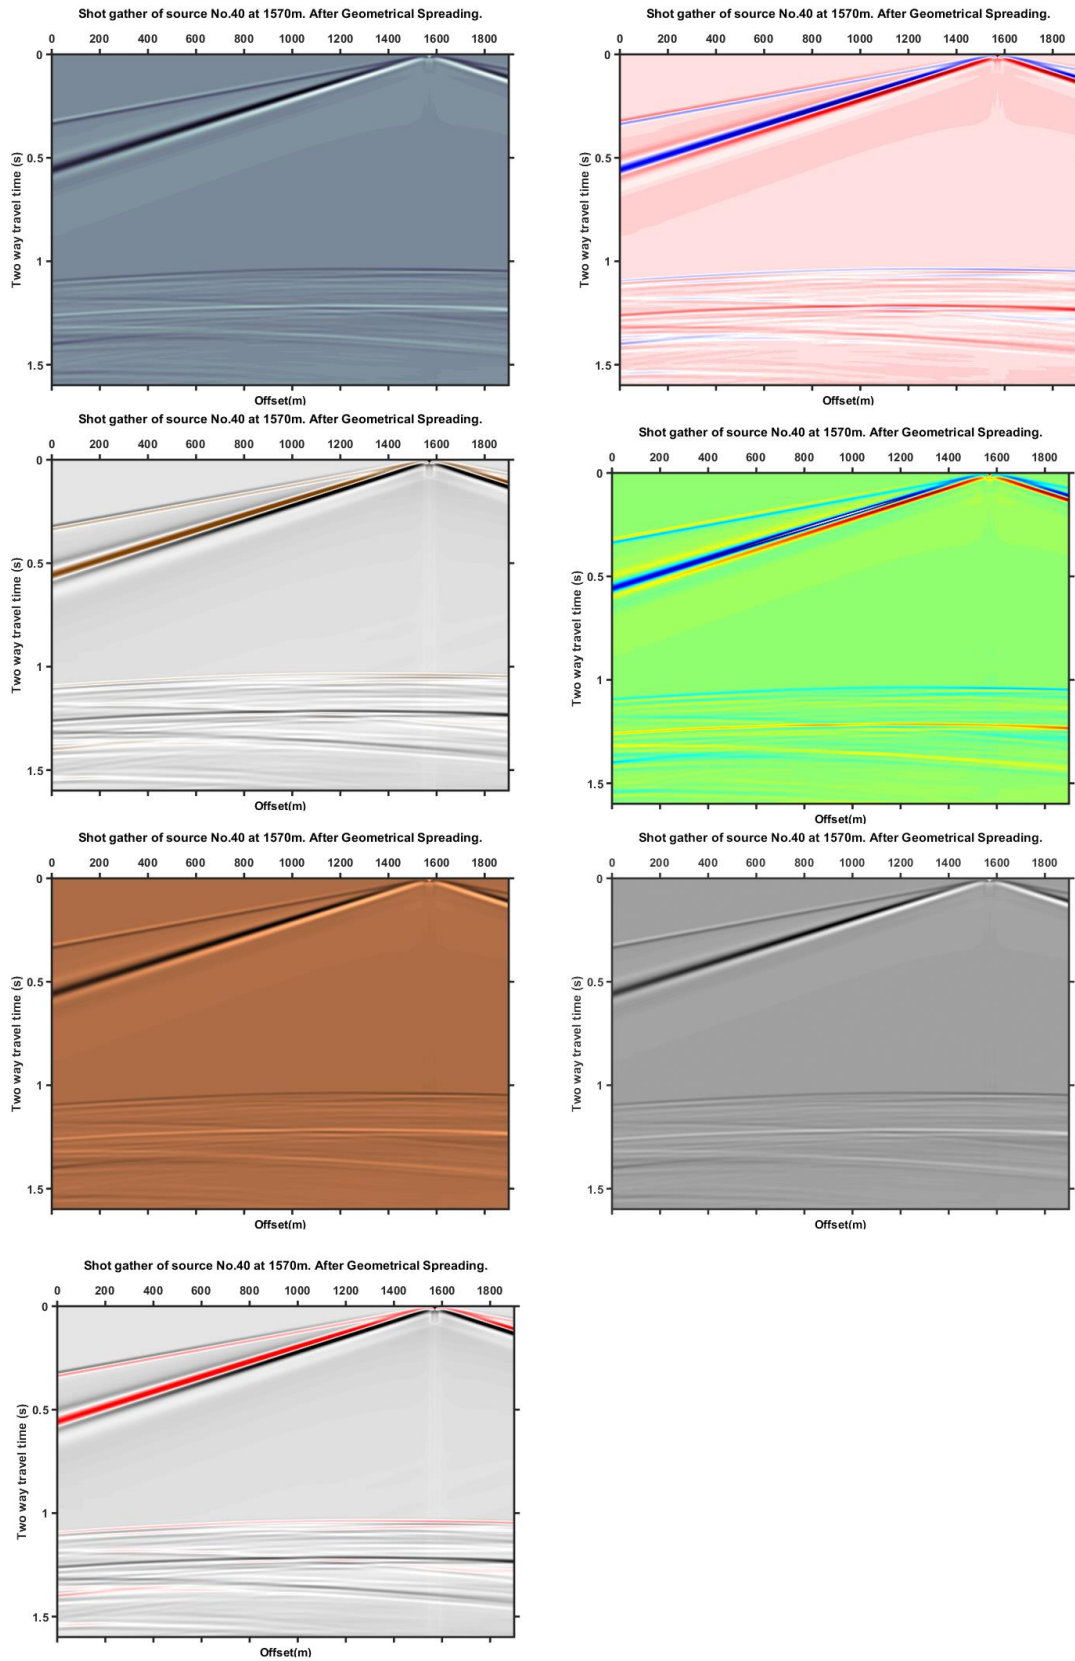 Shot gather of source No.40 at 1570m. After Geometrical Spreading.
0 200 400 600 800 1000 1200 1400 1600 1800
0
0.5
1
1.5
Two way travel time (s)
Offset(m)
Shot gather of source No.40 at 1570m. After Geometrical Spreading.
0 200 400 600 800 1000 1200 1400 1600 1800
0
0.5
1
1.5
Two way travel time (s)
Offset(m)
Shot gather of source No.40 at 1570m. After Geometrical Spreading.
0 200 400 600 800 1000 1200 1400 1600 1800
0
0.5
1
1.5
Two way travel time (s)
Offset(m)
Shot gather of source No.40 at 1570m. After Geometrical Spreading.
0 200 400 600 800 1000 1200 1400 1600 1800
0
0.5
1
1.5
Two way travel time (s)
Offset(m)
Shot gather of source No.40 at 1570m. After Geometrical Spreading.
0 200 400 600 800 1000 1200 1400 1600 1800
0
0.5
1
1.5
Two way travel time (s)
Offset(m)
Shot gather of source No.40 at 1570m. After Geometrical Spreading.
0 200 400 600 800 1000 1200 1400 1600 1800
0
0.5
1
1.5
Two way travel time (s)
Offset(m)
Shot gather of source No.40 at 1570m. After Geometrical Spreading.
0 200 400 600 800 1000 1200 1400 1600 1800
0
0.5
1
1.5
Two way travel time (s)
Offset(m)